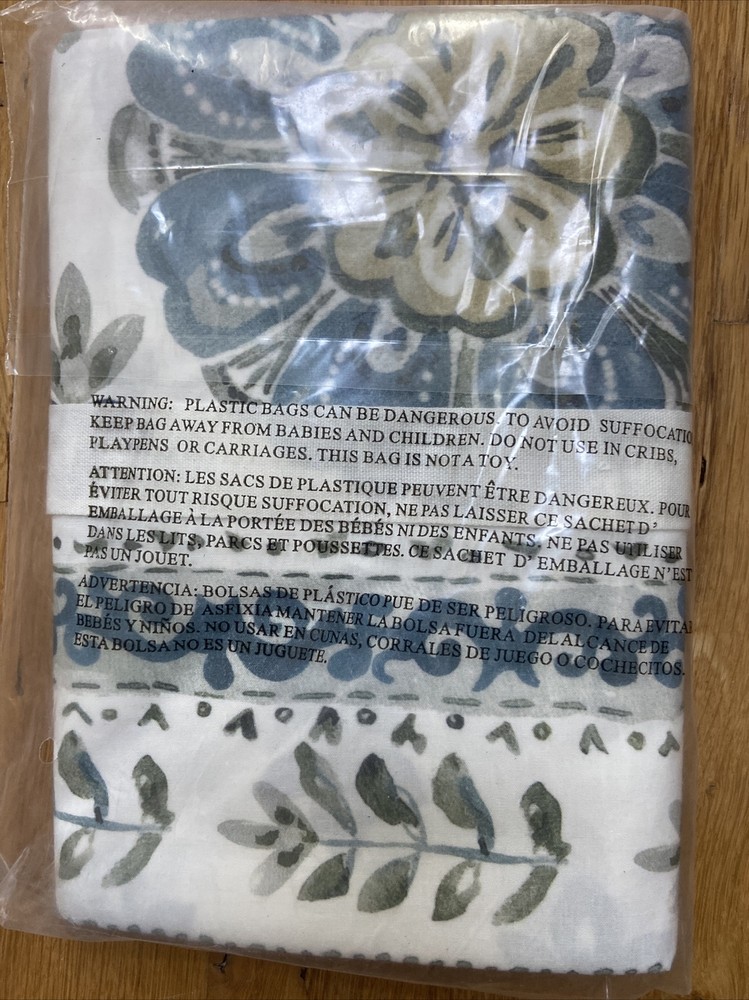 WARNING: PLASTIC BAGS CAN BE DANGEROUS. TO AVOID SUFFOCATIO
KEEP BAG AWAY FROM BABIES AND CHILDREN. DO NOT USE IN CRIBS,
PLAYPENS OR CARRIAGES. THIS BAG IS NOT A TOY.
ATTENTION: LES SACS DE PLASTIQUE PEUVENT ÊTRE DANGEREUX. POUR
ÉVITER TOUT RISQUE SUFFOCATION, NE PAS LAISSER CE SACHET D'
EMBALLAGE À LA PORTÉE DES BÉBÉS NI DES ENFANTS. NE PAS UTILISER
DANS LES LITS, PARCS ET POUSSETTES. CE SACHET D' EMBALLAGE N'EST
PAS UN JOUET.
ADVERTENCIA: BOLSAS DE PLÁSTICO PUE DE SER PELIGROSO. PARA EVITAR
EL PELIGRO DE ASFIXIA MANTENER LA BOLSA FUERA DEL ALCANCE DE
BEBÉS Y NIÑOS. NO USAR EN CUNAS, CORRALES DE JUEGO O COCHECITOS.
ESTA BOLSA NO ES UN JUGUETE.